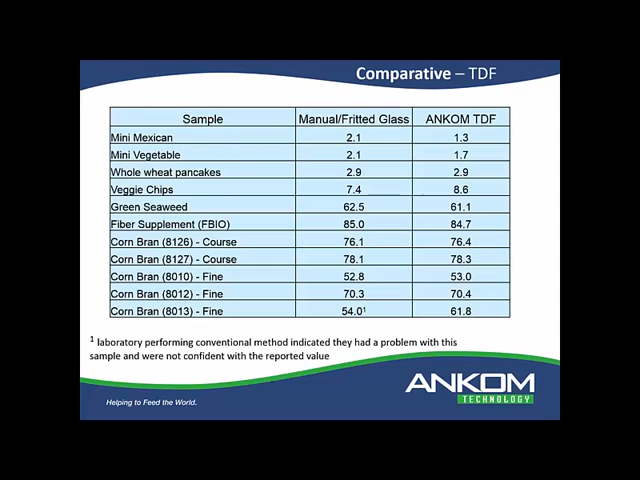 Comparative – TDF
Sample Manual/Fritted Glass ANKOM TDF
Mini Mexican 2.1 1.3
Mini Vegetable 2.1 1.7
Whole wheat pancakes 2.9 2.9
Veggie Chips 7.4 8.6
Green Seaweed 62.5 61.1
Fiber Supplement (FBIO) 85.0 84.7
Corn Bran (8126) - Course 76.1 76.4
Corn Bran (8127) - Course 78.1 78.3
Corn Bran (8010) - Fine 52.8 53.0
Corn Bran (8012) - Fine 70.3 70.4
Corn Bran (8013) - Fine 54.0¹ 61.8
¹ laboratory performing conventional method indicated they had a problem with this
sample and were not confident with the reported value
ANKOM
TECHNOLOGY
Helping to Feed the World.